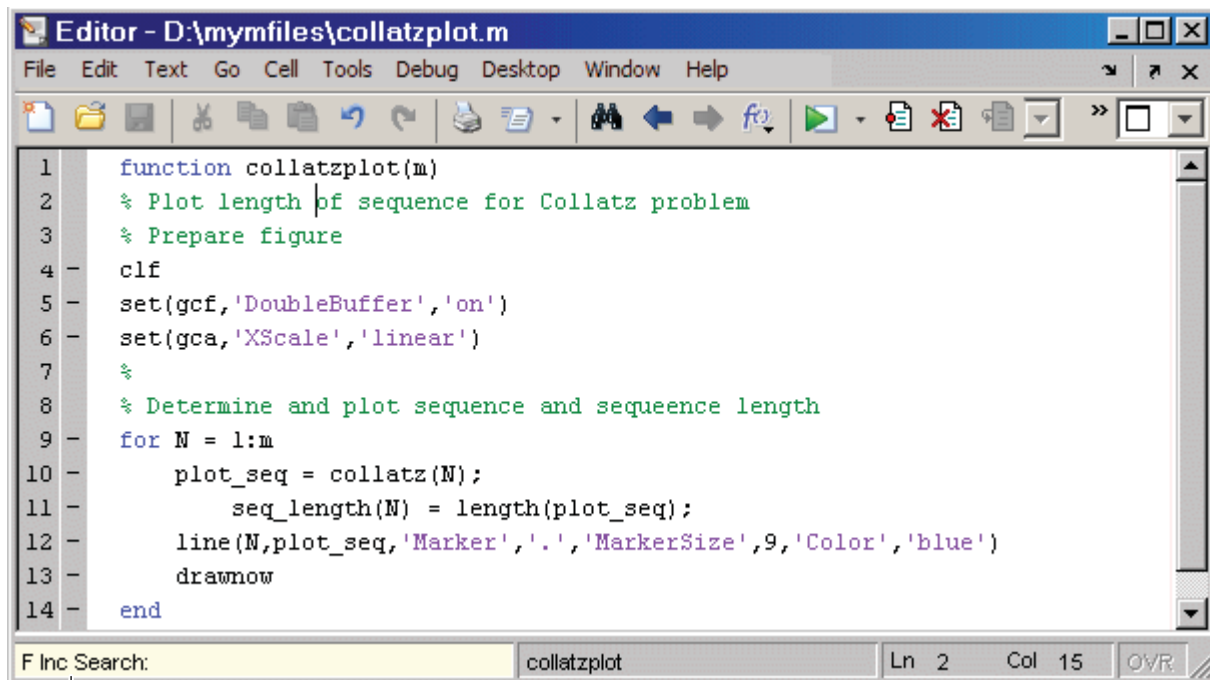 Editor - D:\mymfiles\collatzplot.m
File Edit Text Go Cell Tools Debug Desktop Window Help
1 function collatzplot(m)
2 % Plot length of sequence for Collatz problem
3 % Prepare figure
4 - clf
5 - set(gcf,'DoubleBuffer','on')
6 - set(gca,'XScale','linear')
7 %
8 % Determine and plot sequence and sequeence length
9 - for N = 1:m
10 - plot_seq = collatz(N);
11 - seq_length(N) = length(plot_seq);
12 - line(N,plot_seq,'Marker','.','MarkerSize',9,'Color','blue')
13 - drawnow
14 - end
F Inc Search: collatzplot Ln 2 Col 15 OVR